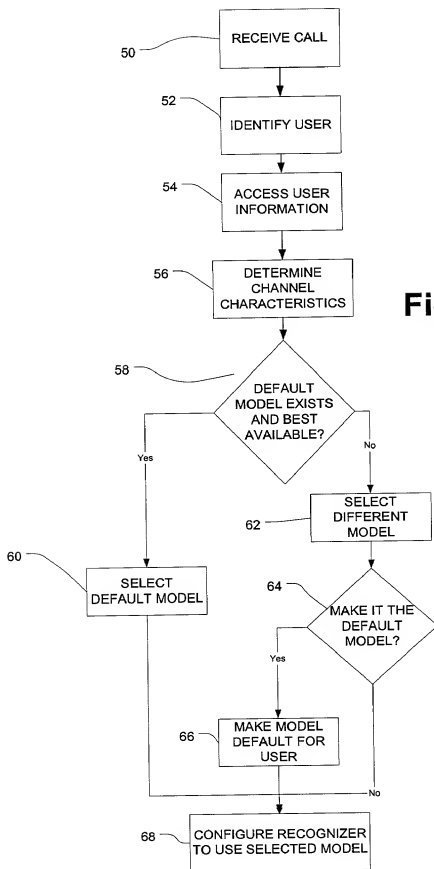 50
RECEIVE CALL
52
IDENTIFY USER
54
ACCESS USER
INFORMATION
56
DETERMINE
CHANNEL
CHARACTERISTICS
Fi
58
DEFAULT
MODEL EXISTS
AND BEST
AVAILABLE?
Yes
No
62
SELECT
DIFFERENT
MODEL
60
SELECT
DEFAULT MODEL
64
MAKE IT THE
DEFAULT
MODEL?
Yes
66
MAKE MODEL
DEFAULT FOR
USER
No
68
CONFIGURE RECOGNIZER
TO USE SELECTED MODEL